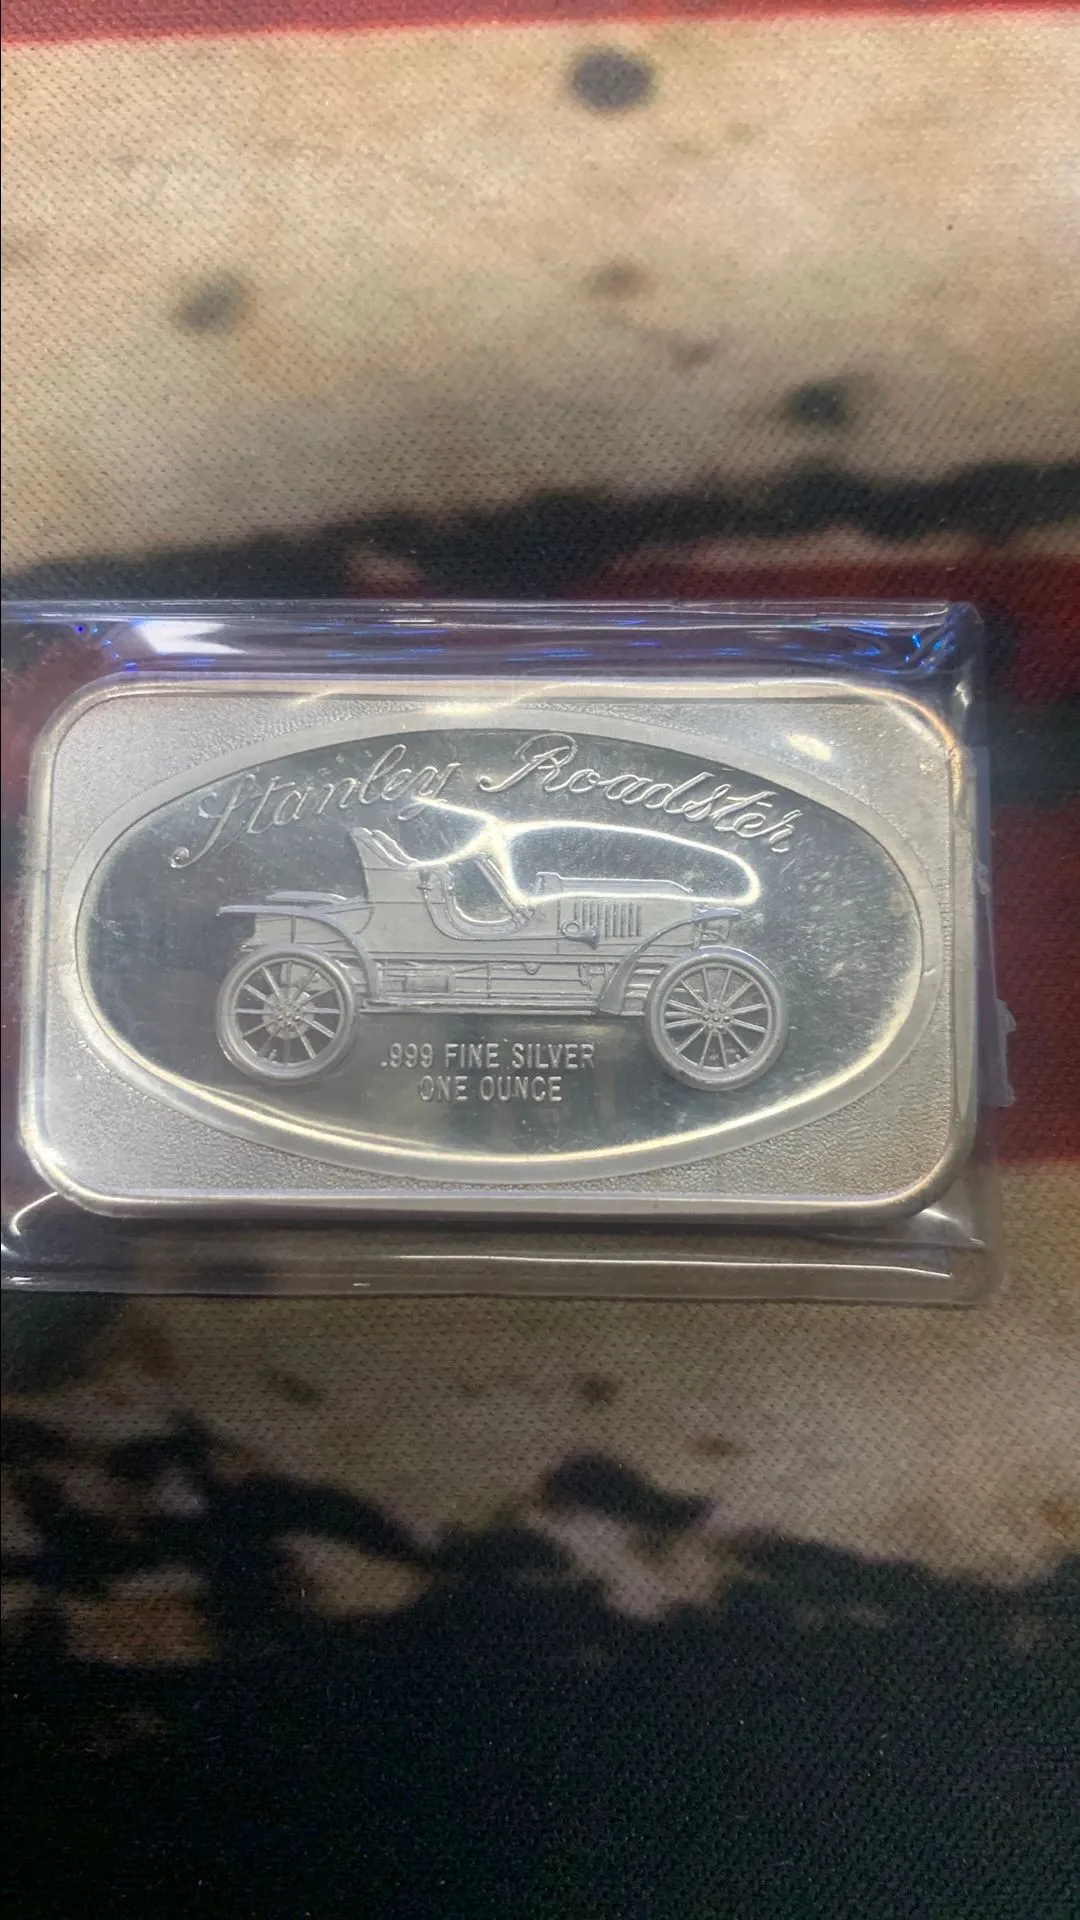 Stanley Roadster
.999 FINE SILVER
ONE OUNCE